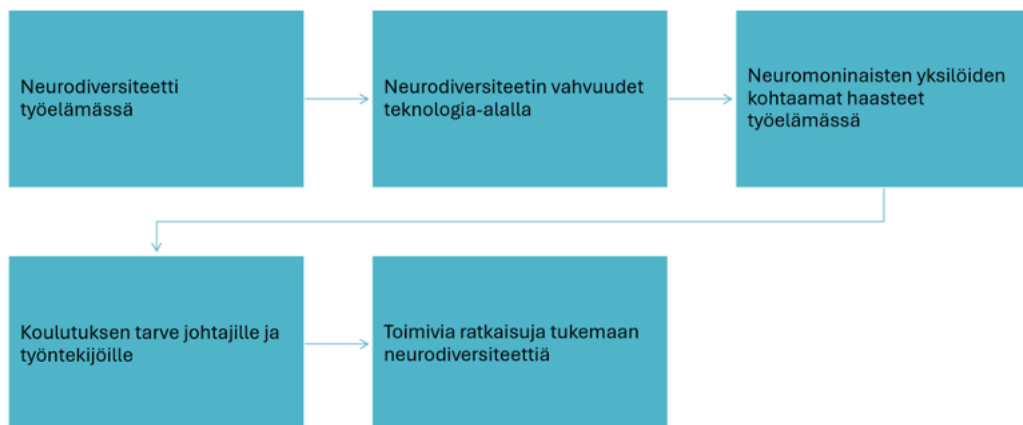 Neurodiversiteetti
työelämässä
Neurodiversiteetin vahvuudet
teknologia-alalla
Neuromoninaisten yksilöiden
kohtaamat haasteet
työelämässä
Koulutuksen tarve johtajille ja
työntekijöille
Toimivia ratkaisuja tukemaan
neurodiversiteettiä